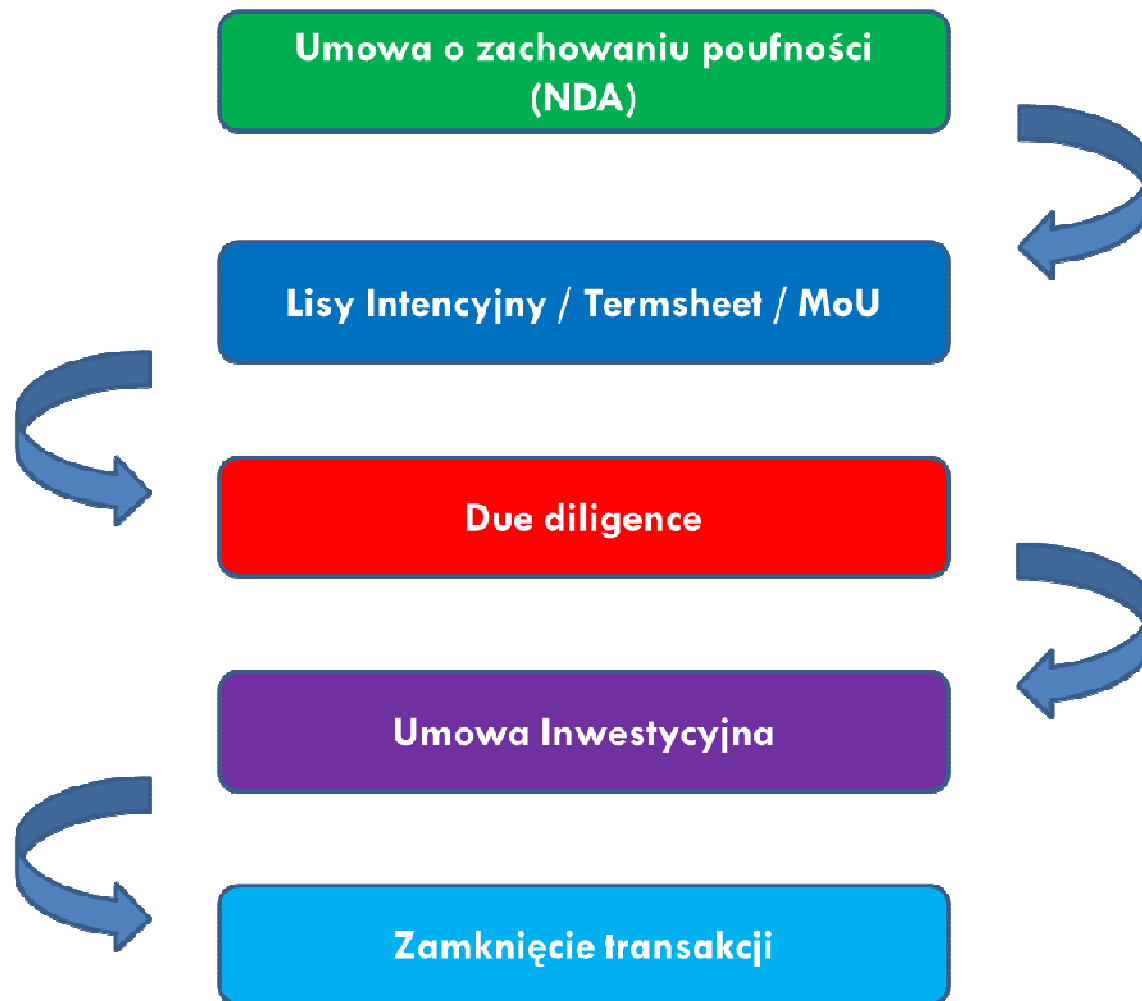 Umowa o zachowaniu poufności
(NDA)
Lisy Intencyjny / Termsheet / MoU
Due diligence
Umowa Inwestycyjna
Zamknięcie transakcji